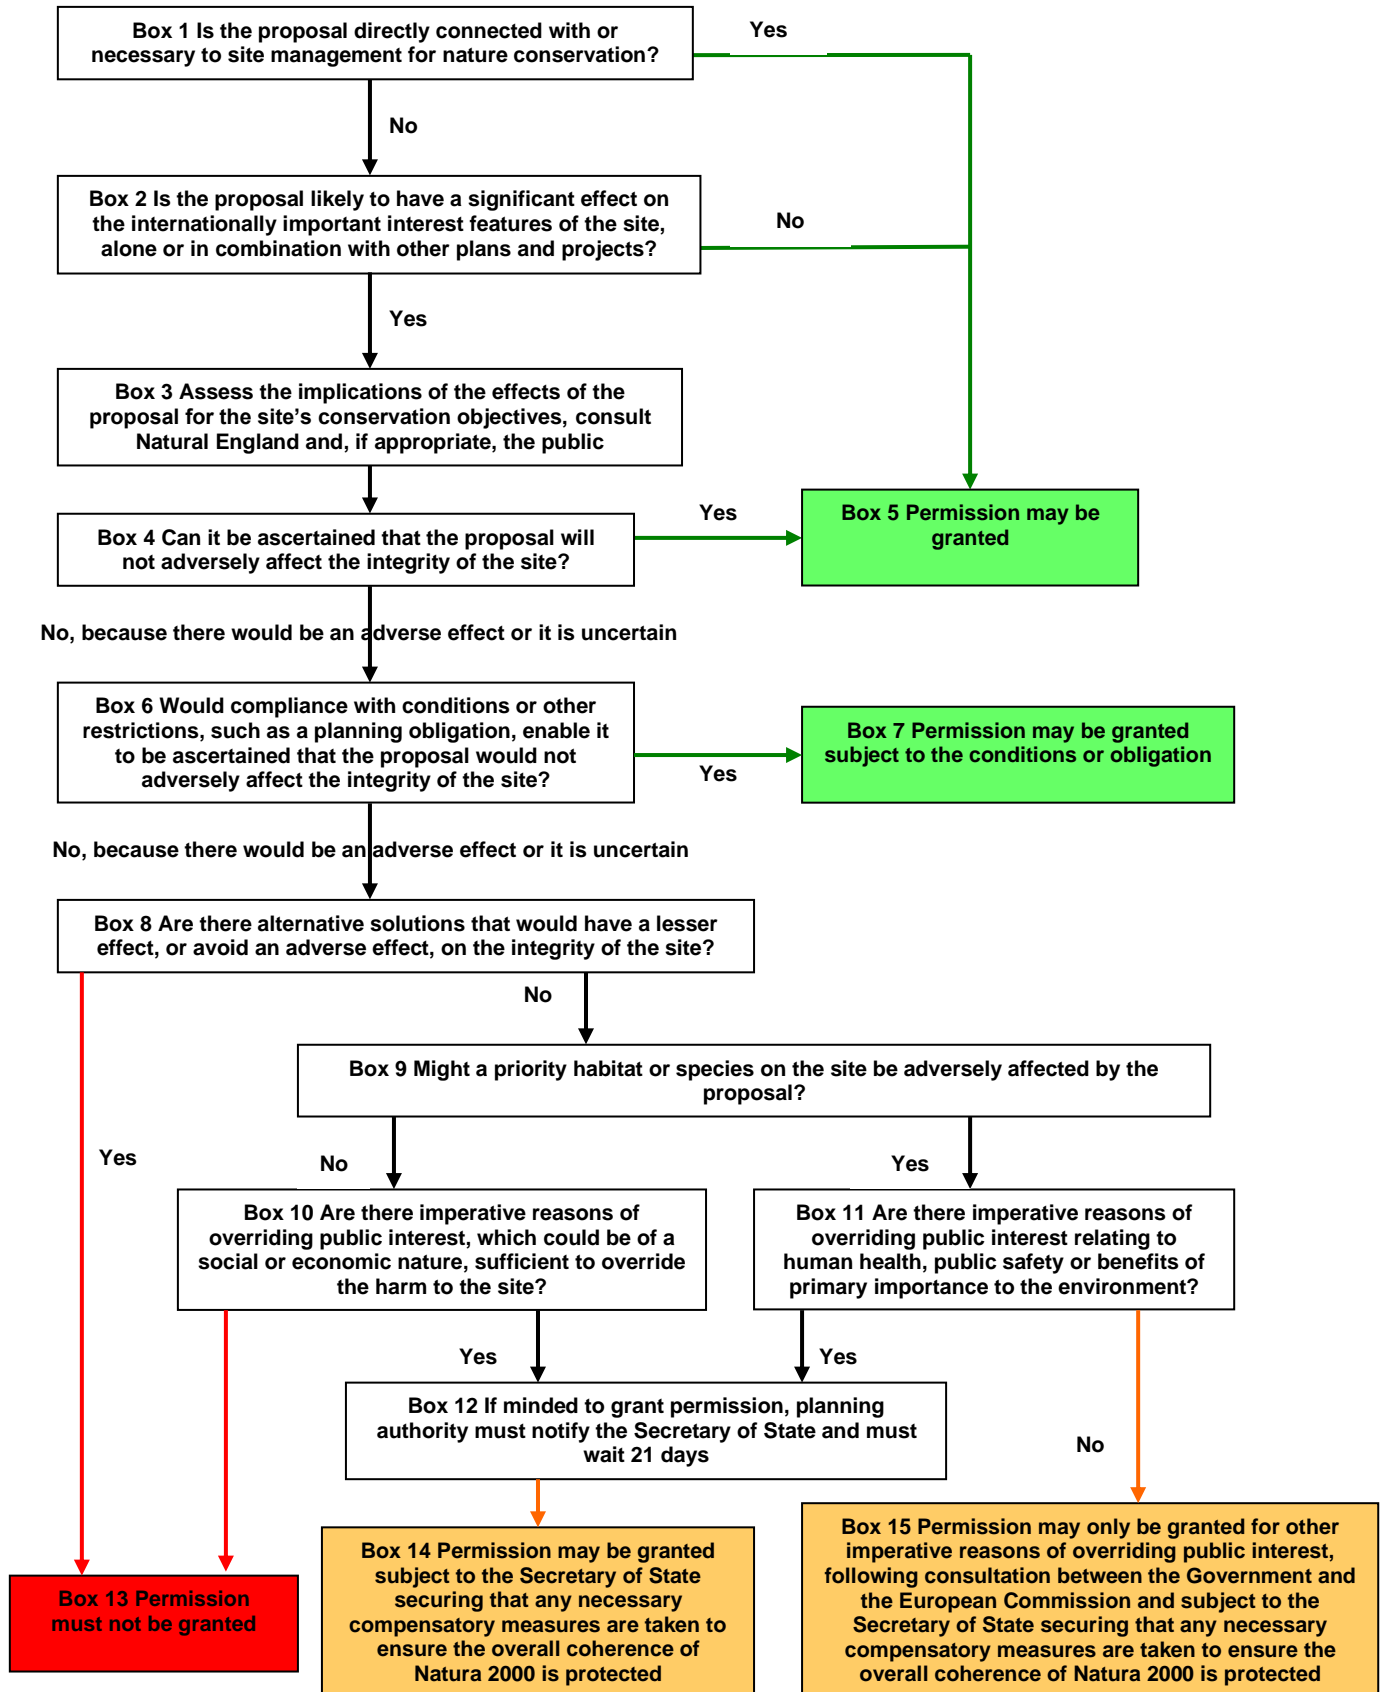 Box 1 Is the proposal directly connected with or
necessary to site management for nature conservation?
Yes
No
Box 2 Is the proposal likely to have a significant effect on
the internationally important interest features of the site,
alone or in combination with other plans and projects?
No
Yes
Box 3 Assess the implications of the effects of the
proposal for the site’s conservation objectives, consult
Natural England and, if appropriate, the public
Box 4 Can it be ascertained that the proposal will
not adversely affect the integrity of the site?
Yes
Box 5 Permission may be
granted
No, because there would be an adverse effect or it is uncertain
Box 6 Would compliance with conditions or other
restrictions, such as a planning obligation, enable it
to be ascertained that the proposal would not
adversely affect the integrity of the site?
Yes
Box 7 Permission may be granted
subject to the conditions or obligation
No, because there would be an adverse effect or it is uncertain
Box 8 Are there alternative solutions that would have a lesser
effect, or avoid an adverse effect, on the integrity of the site?
No
Box 9 Might a priority habitat or species on the site be adversely affected by the
proposal?
Yes
No
Yes
Box 10 Are there imperative reasons of
overriding public interest, which could be of a
social or economic nature, sufficient to override
the harm to the site?
Box 11 Are there imperative reasons of
overriding public interest relating to
human health, public safety or benefits of
primary importance to the environment?
Yes
Yes
Box 12 If minded to grant permission, planning
authority must notify the Secretary of State and must
wait 21 days
No
Box 13 Permission
must not be granted
Box 14 Permission may be granted
subject to the Secretary of State
securing that any necessary
compensatory measures are taken to
ensure the overall coherence of
Natura 2000 is protected
Box 15 Permission may only be granted for other
imperative reasons of overriding public interest,
following consultation between the Government and
the European Commission and subject to the
Secretary of State securing that any necessary
compensatory measures are taken to ensure the
overall coherence of Natura 2000 is protected